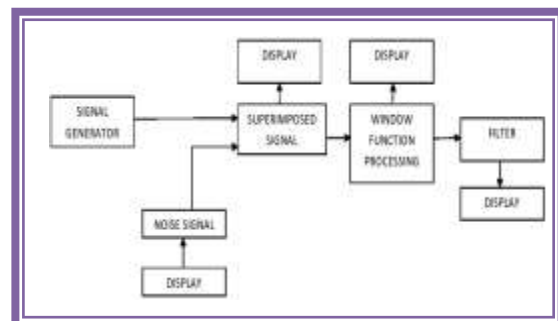 DISPLAY
DISPLAY
SIGNAL
GENERATOR
SUPERIMPOSED
SIGNAL
WINDOW
FUNCTION
PROCESSING
FILTER
DISPLAY
NOISE SIGNAL
DISPLAY